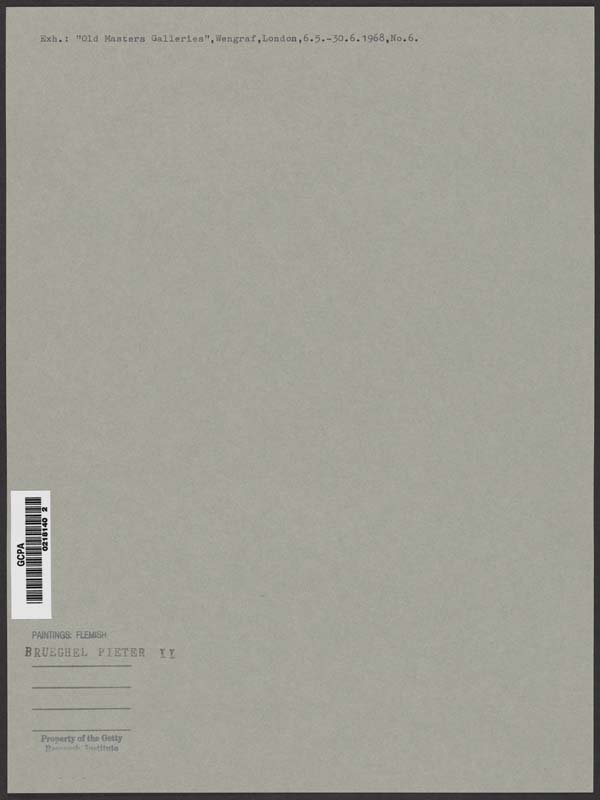 Exh.: "Old Masters Galleries",Wengraf,London,6.5.-30.6.1968,No.6.
GCPA
0218140 2
PAINTINGS: FLEMISH
BRUEGHEL PIETER II
Property of the Getty
Research Institute